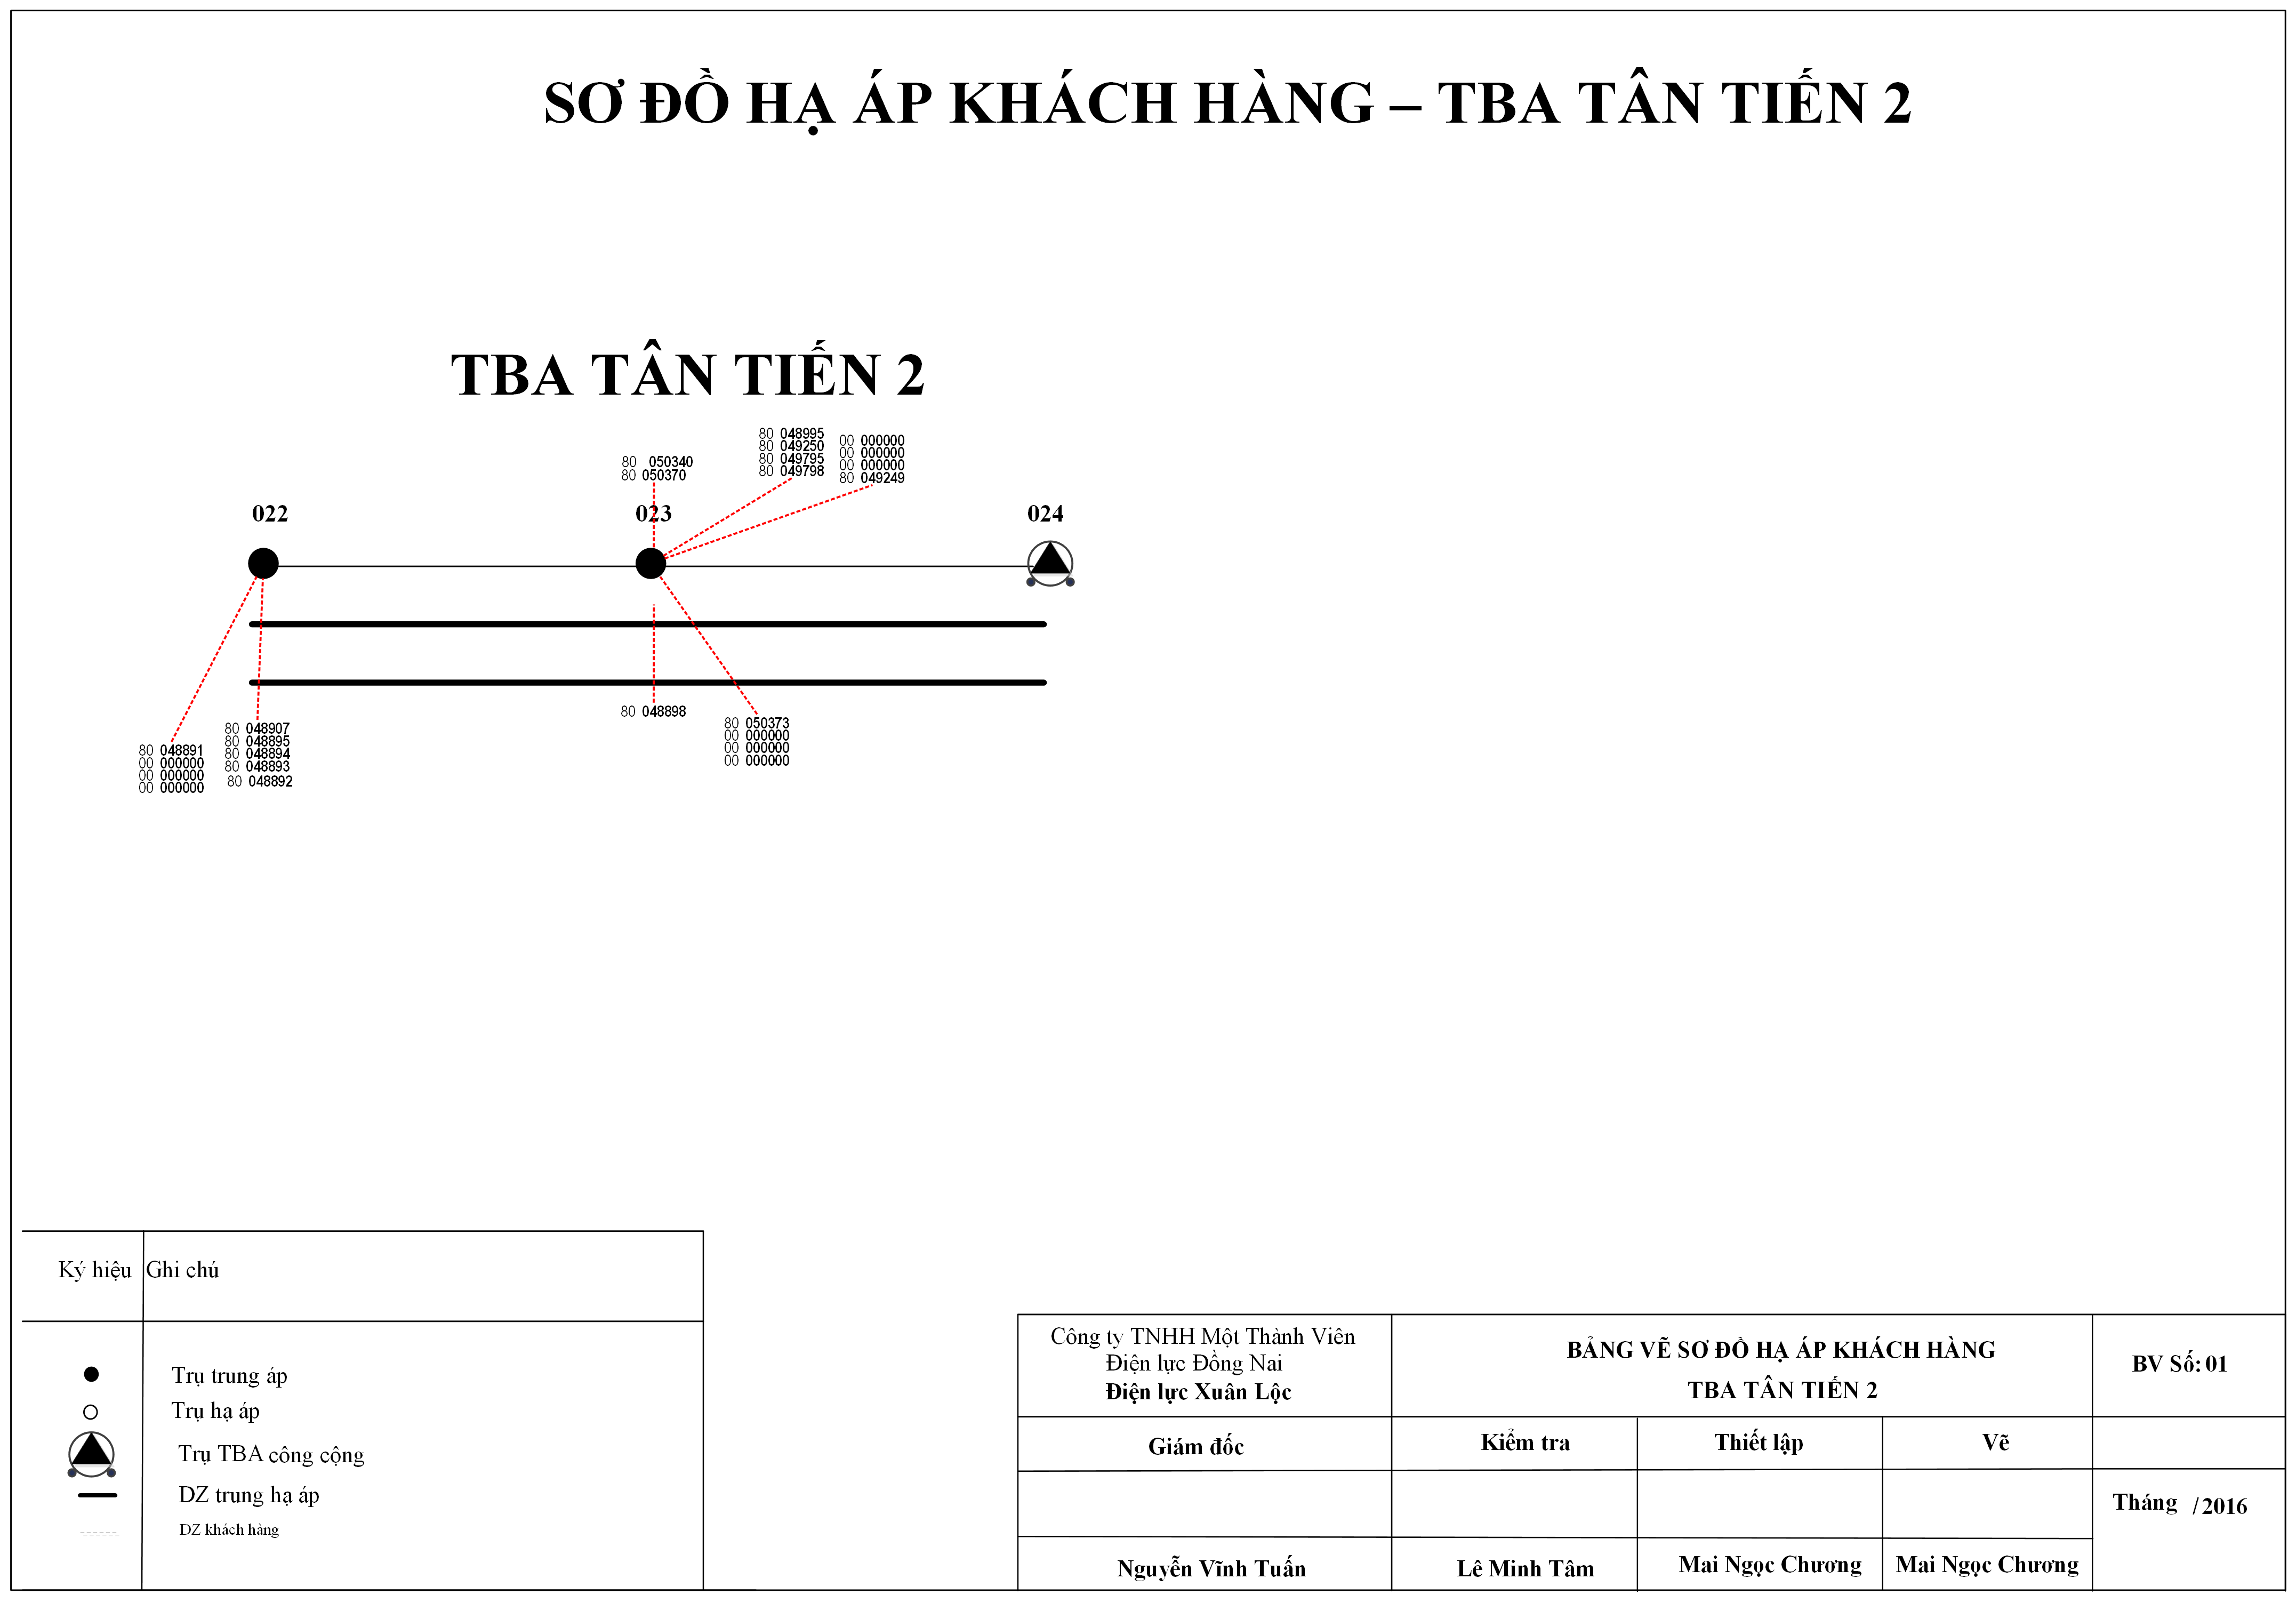 SƠ ĐỒ HẠ ÁP KHÁCH HÀNG – TBA TÂN TIẾN 2
TBA TÂN TIẾN 2
80 050340
80 050370
80 048995
80 049250
80 049795
80 049798
00 000000
00 000000
00 000000
80 049249
022
023
024
80 048891
00 000000
00 000000
00 000000
80 048907
80 048895
80 048894
80 048893
80 048892
80 048898
80 050373
00 000000
00 000000
00 000000
Ký hiệu Ghi chú
Trụ trung áp
Trụ hạ áp
Trụ TBA công cộng
DZ trung hạ áp
DZ khách hàng
Công ty TNHH Một Thành Viên
Điện lực Đồng Nai
Điện lực Xuân Lộc
BẢNG VẼ SƠ ĐỒ HẠ ÁP KHÁCH HÀNG
TBA TÂN TIẾN 2
BV Số: 01
Giám đốc
Kiểm tra
Thiết lập
Vẽ
Tháng /2016
Nguyễn Vĩnh Tuấn
Lê Minh Tâm
Mai Ngọc Chương
Mai Ngọc Chương